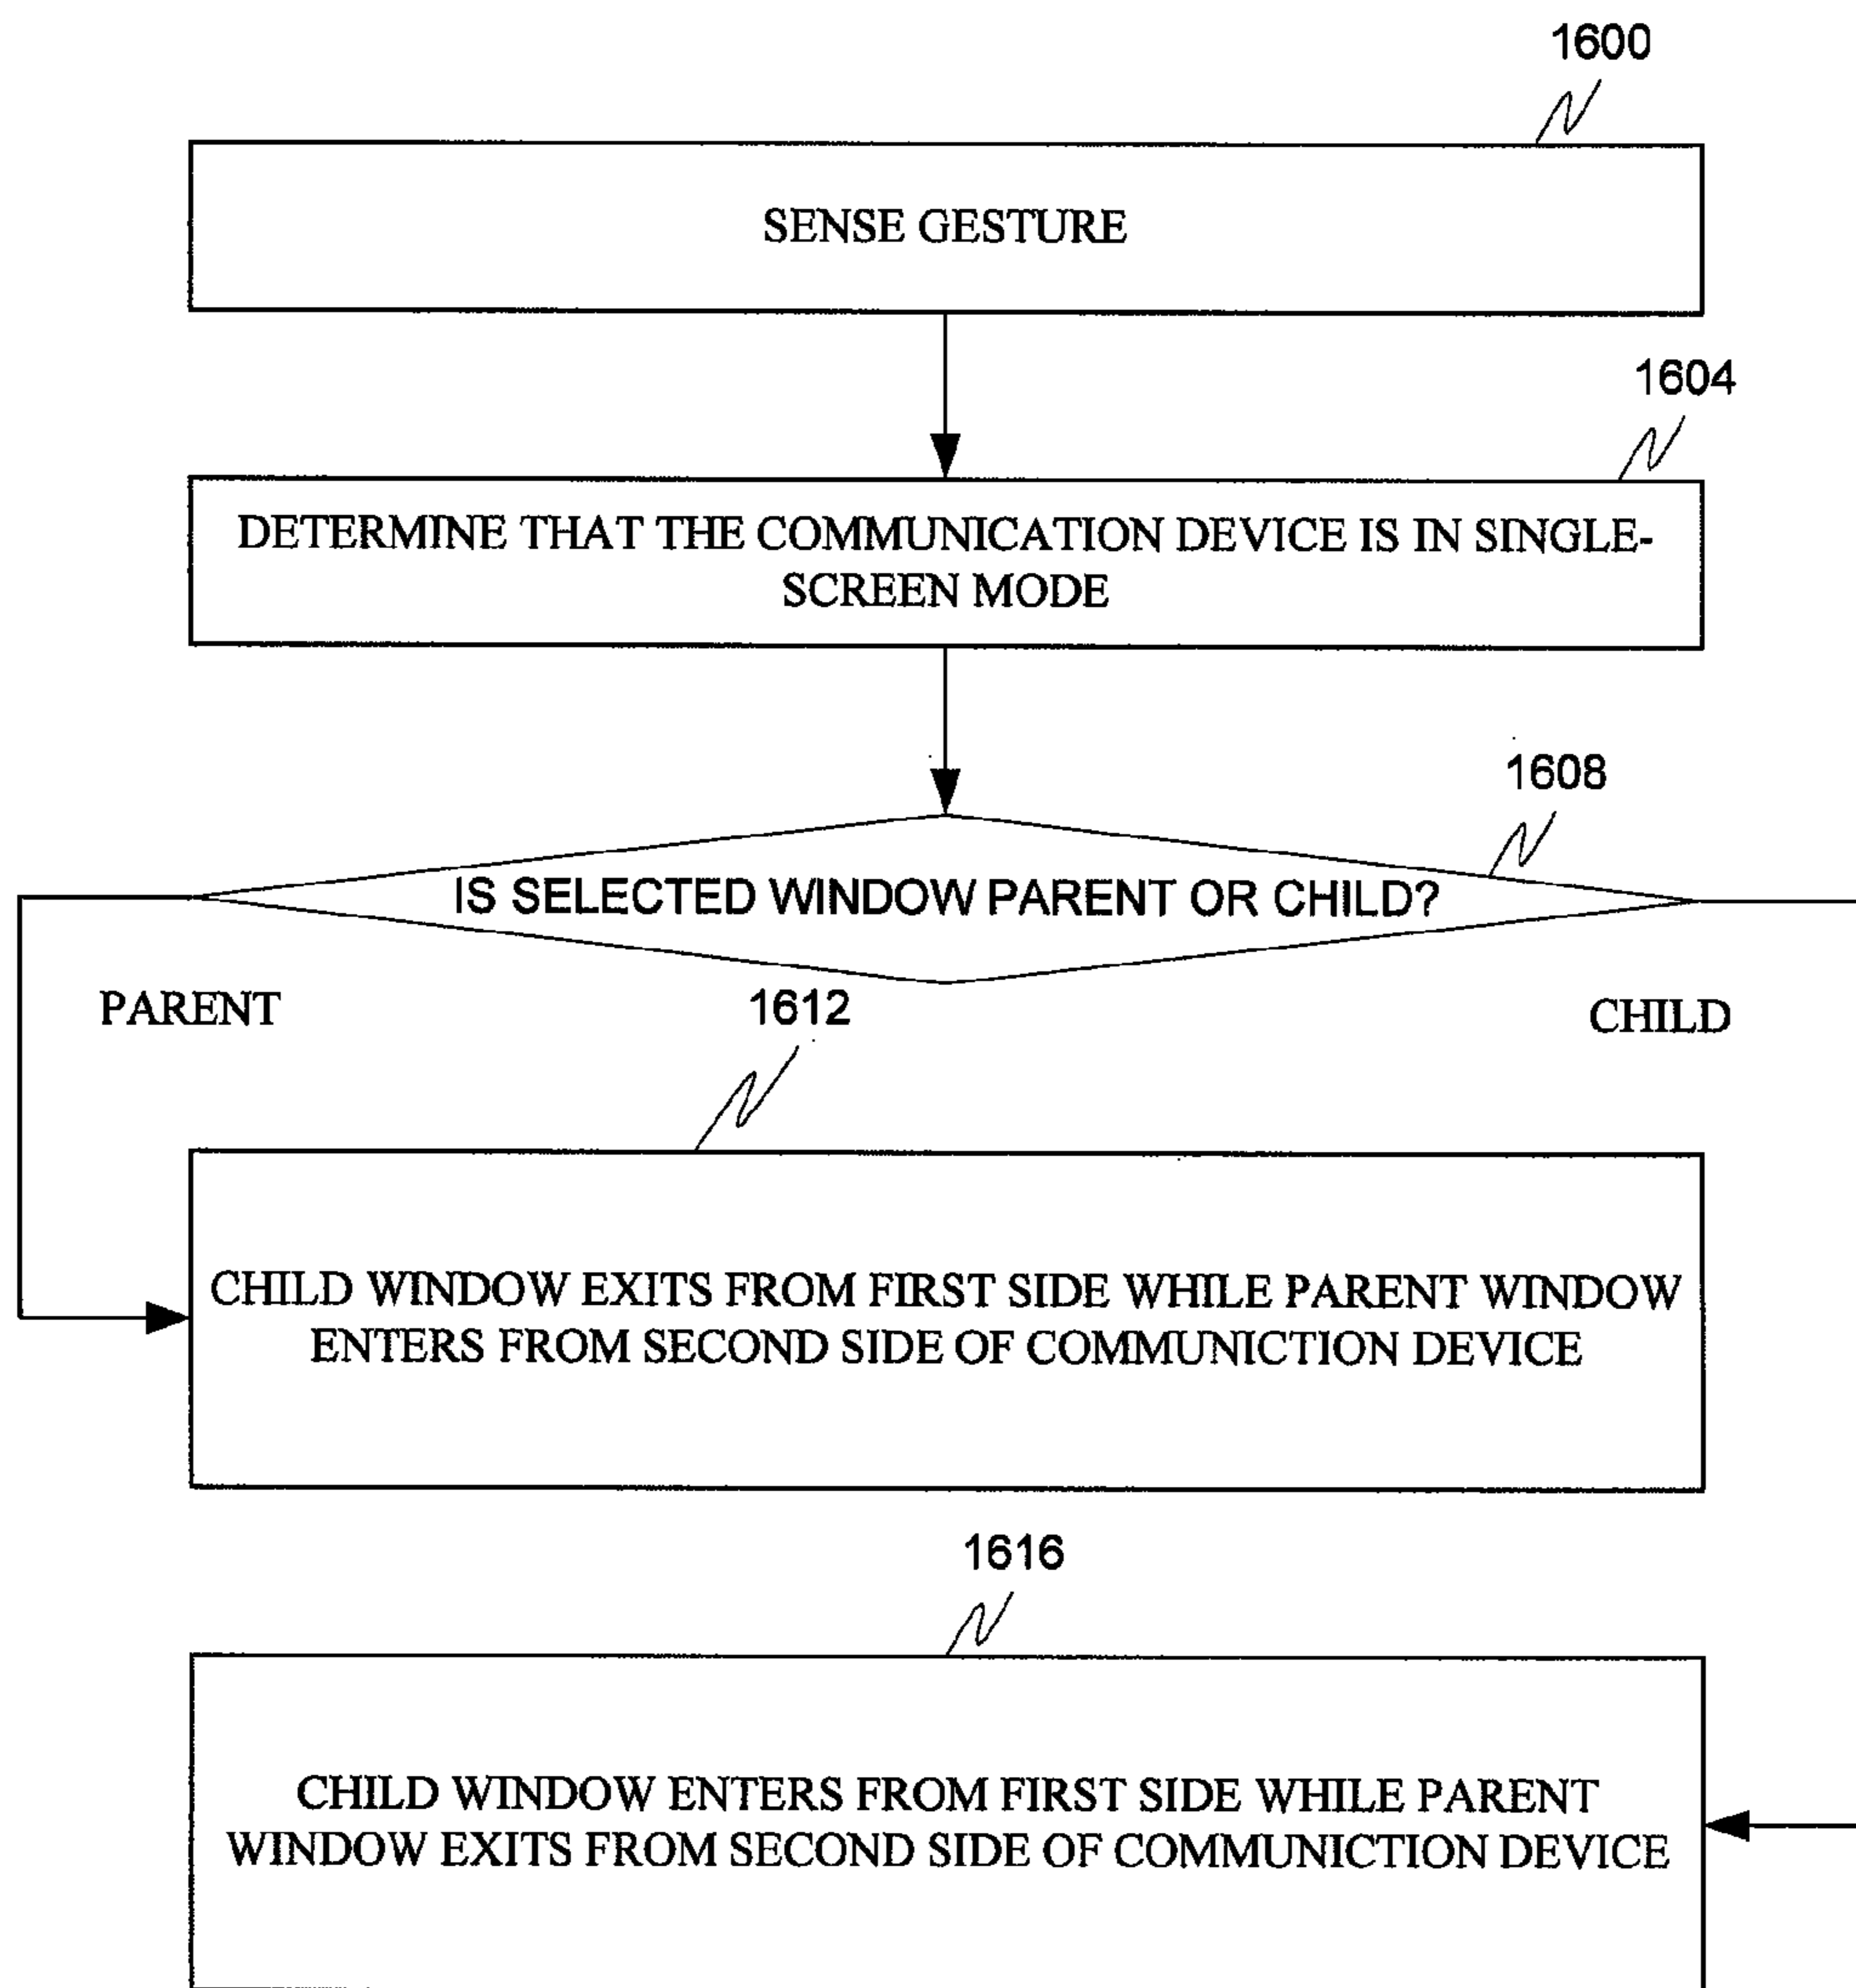 1600
SENSE GESTURE
1604
DETERMINE THAT THE COMMUNICATION DEVICE IS IN SINGLE-
SCREEN MODE
1608
IS SELECTED WINDOW PARENT OR CHILD?
PARENT
1612
CHILD
CHILD WINDOW EXITS FROM FIRST SIDE WHILE PARENT WINDOW
ENTERS FROM SECOND SIDE OF COMMUNICTION DEVICE
1616
CHILD WINDOW ENTERS FROM FIRST SIDE WHILE PARENT
WINDOW EXITS FROM SECOND SIDE OF COMMUNICTION DEVICE